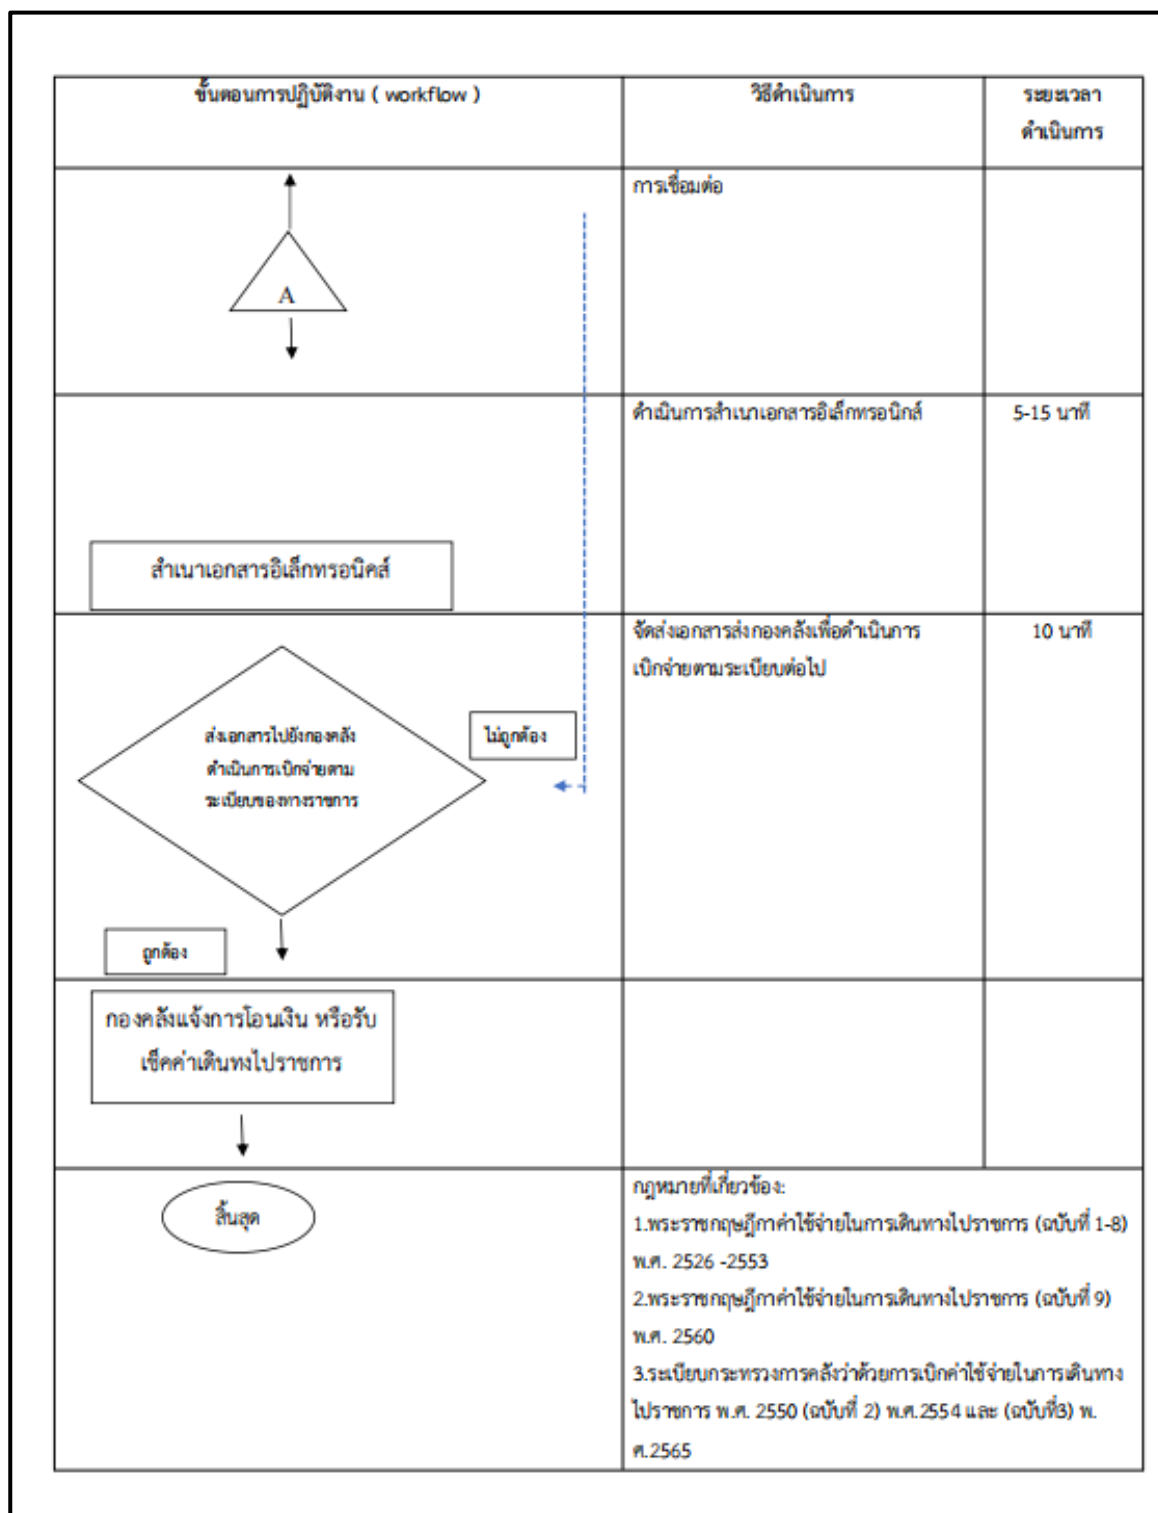 ขั้นตอนการปฏิบัติงาน ( workflow )
วิธีดำเนินการ
ระยะเวลา
ดำเนินการ
A
การเชื่อมต่อ
สำเนาเอกสารอิเล็กทรอนิคส์
ดำเนินการสำเนาเอกสารอิเล็กทรอนิกส์
5-15 นาที
ส่งเอกสารไปยังกองคลัง
ดำเนินการเบิกจ่ายตาม
ระเบียบของทางราชการ
ไม่ถูกต้อง
ถูกต้อง
จัดส่งเอกสารส่งกองคลังเพื่อดำเนินการ
เบิกจ่ายตามระเบียบต่อไป
10 นาที
กองคลังแจ้งการโอนเงิน หรือรับ
เช็คค่าเดินทงไปราชการ
สิ้นสุด
กฎหมายที่เกี่ยวข้อง:
1.พระราชกฤษฎีกาค่าใช้จ่ายในการเดินทางไปราชการ (ฉบับที่ 1-8)
พ.ศ. 2526 -2553
2.พระราชกฤษฎีกาค่าใช้จ่ายในการเดินทางไปราชการ (ฉบับที่ 9)
พ.ศ. 2560
3.ระเบียบกระทรวงการคลังว่าด้วยการเบิกค่าใช้จ่ายในการเดินทาง
ไปราชการ พ.ศ. 2550 (ฉบับที่ 2) พ.ศ.2554 และ (ฉบับที่3) พ.
ศ.2565